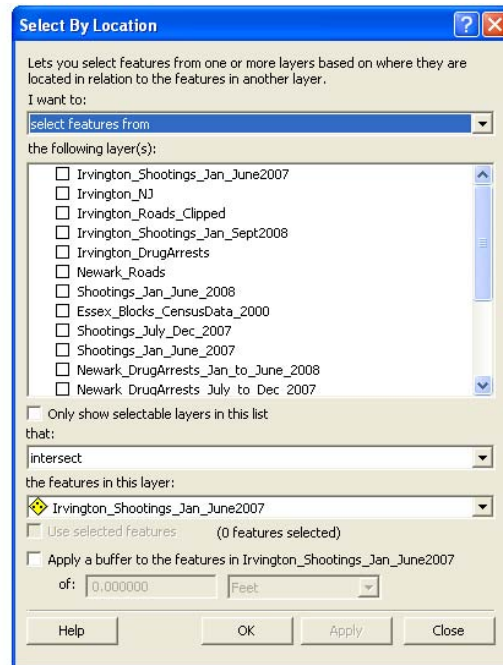 Select By Location
Lets you select features from one or more layers based on where they are
located in relation to the features in another layer.
I want to:
select features from
the following layer(s):
Irvington_Shootings_Jan_June2007
Irvington_NJ
Irvington_Roads_Clipped
Irvington_Shootings_Jan_Sept2008
Irvington_DrugArrests
Newark_Roads
Shootings_Jan_June_2008
Essex_Blocks_CensusData_2000
Shootings_July_Dec_2007
Shootings_Jan_June_2007
Newark_DrugArrests_Jan_to_June_2008
Newark_DrugArrests_July_to_Dec_2007
Only show selectable layers in this list
that:
intersect
the features in this layer:
Irvington_Shootings_Jan_June2007
Use selected features (0 features selected)
Apply a buffer to the features in Irvington_Shootings_Jan_June2007
of: 0.000000 Feet
Help OK Apply Close